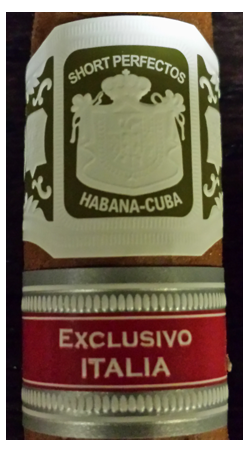 SHORT PERFECTOS
HABANA-CUBA
EXCLUSIVO
ITALIA